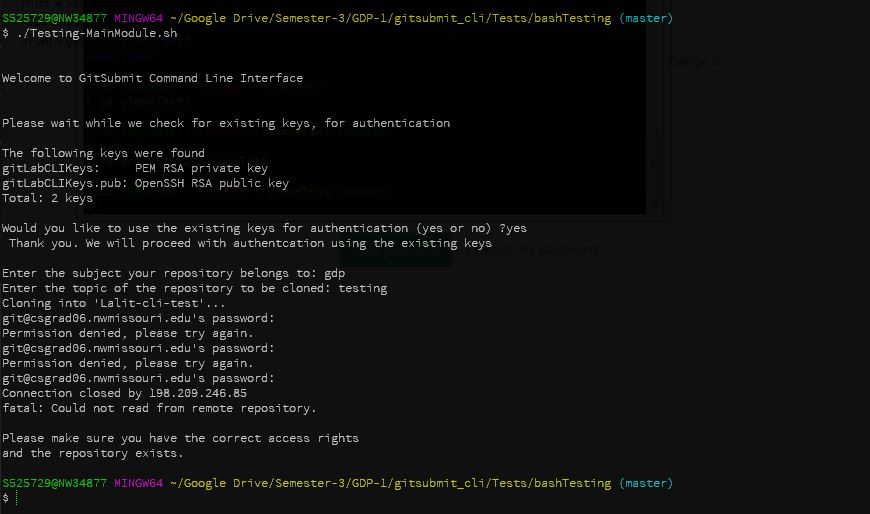 S525729@NW34877 MINGW64 ~/Google Drive/Semester-3/GDP-1/gitsubmit_cli/Tests/bashTesting (master)
$ ./Testing-MainModule.sh
hange it.
Welcome to GitSubmit Command Line Interface
$ cd cloneTest/
Please wait while we check for existing keys, for authentication
The following keys were found
gitLabCLIKeys:     PEM RSA private key
gitLabCLIKeys.pub: OpenSSH RSA public key
Total: 2 keys
Would you like to use the existing keys for authentication (yes or no) ?yes
 Thank you. We will proceed with authentcation using the existing keys
got my password
Enter the subject your repository belongs to: gdp
Enter the topic of the repository to be cloned: testing
Cloning into 'Lalit-cli-test'...
git@csgrad06.nwmissouri.edu's password:
Permission denied, please try again.
git@csgrad06.nwmissouri.edu's password:
Permission denied, please try again.
git@csgrad06.nwmissouri.edu's password:
Connection closed by 198.209.246.85
fatal: Could not read from remote repository.
Please make sure you have the correct access rights
and the repository exists.
S525729@NW34877 MINGW64 ~/Google Drive/Semester-3/GDP-1/gitsubmit_cli/Tests/bashTesting (master)
$